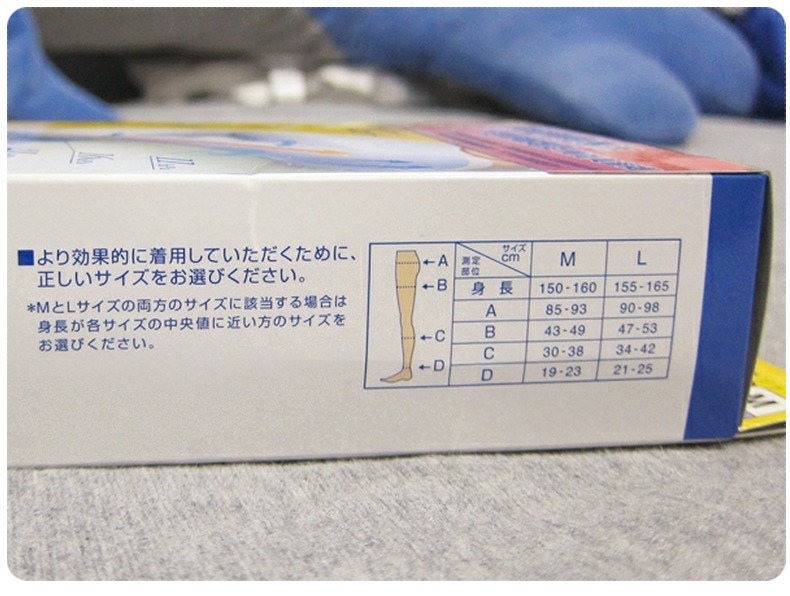 ■より効果的に着用していただくために、
正しいサイズをお選びください。
*MとLサイズの両方のサイズに該当する場合は
身長が各サイズの中央値に近い方のサイズを
お選びください。
←A
←B
←C
←D
測定部位 サイズcm M L
身長 150-160 155-165
A 85-93 90-98
B 43-49 47-53
C 30-38 34-42
D 19-23 21-25
M